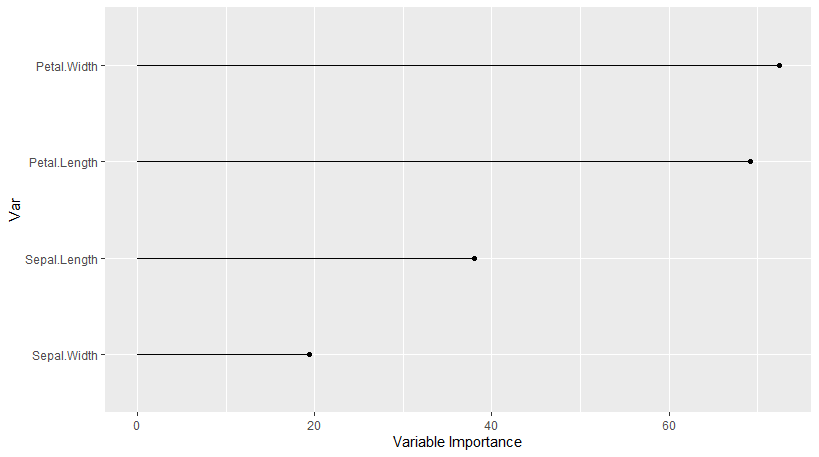 Petal.Width
Petal.Length
Var
Sepal.Length
Sepal.Width
0 20 40 60
Variable Importance